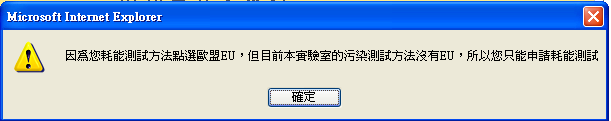 Microsoft Internet Explorer
因為您耗能測試方法點選歐盟EU，但目前本實驗室的污染測試方法沒有EU，所以您只能申請耗能測試
確定